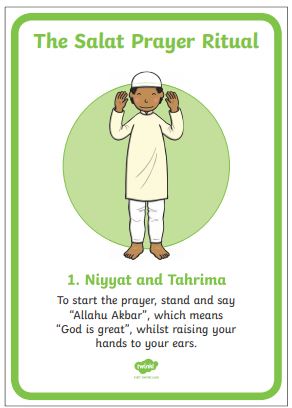 The Salat Prayer Ritual
1. Niyyat and Tahrima
To start the prayer, stand and say
“Allahu Akbar”, which means
“God is great”, whilst raising your
hands to your ears.
twinkl